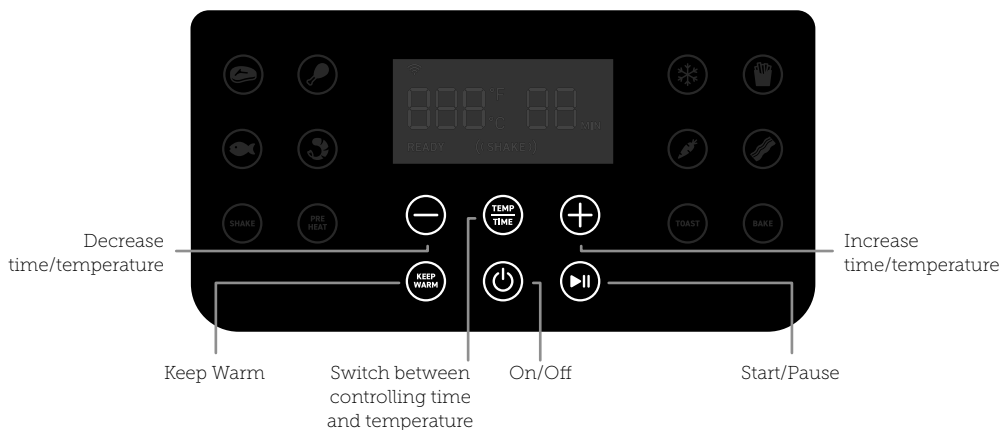 888 °F 88
°C MIN
READY (( SHAKE ))
SHAKE
PRE
HEAT
TEMP
TIME
TOAST
BAKE
KEEP
WARM
Decrease
time/temperature
Increase
time/temperature
Keep Warm
Switch between
controlling time
and temperature
On/Off
Start/Pause